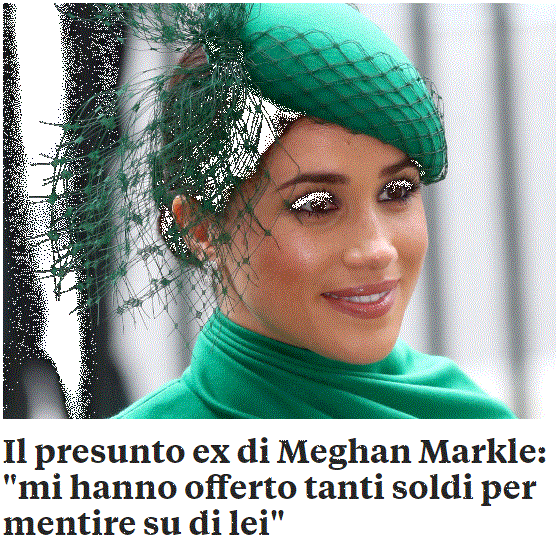 Il presunto ex di Meghan Markle:
"mi hanno offerto tanti soldi per
mentire su di lei"